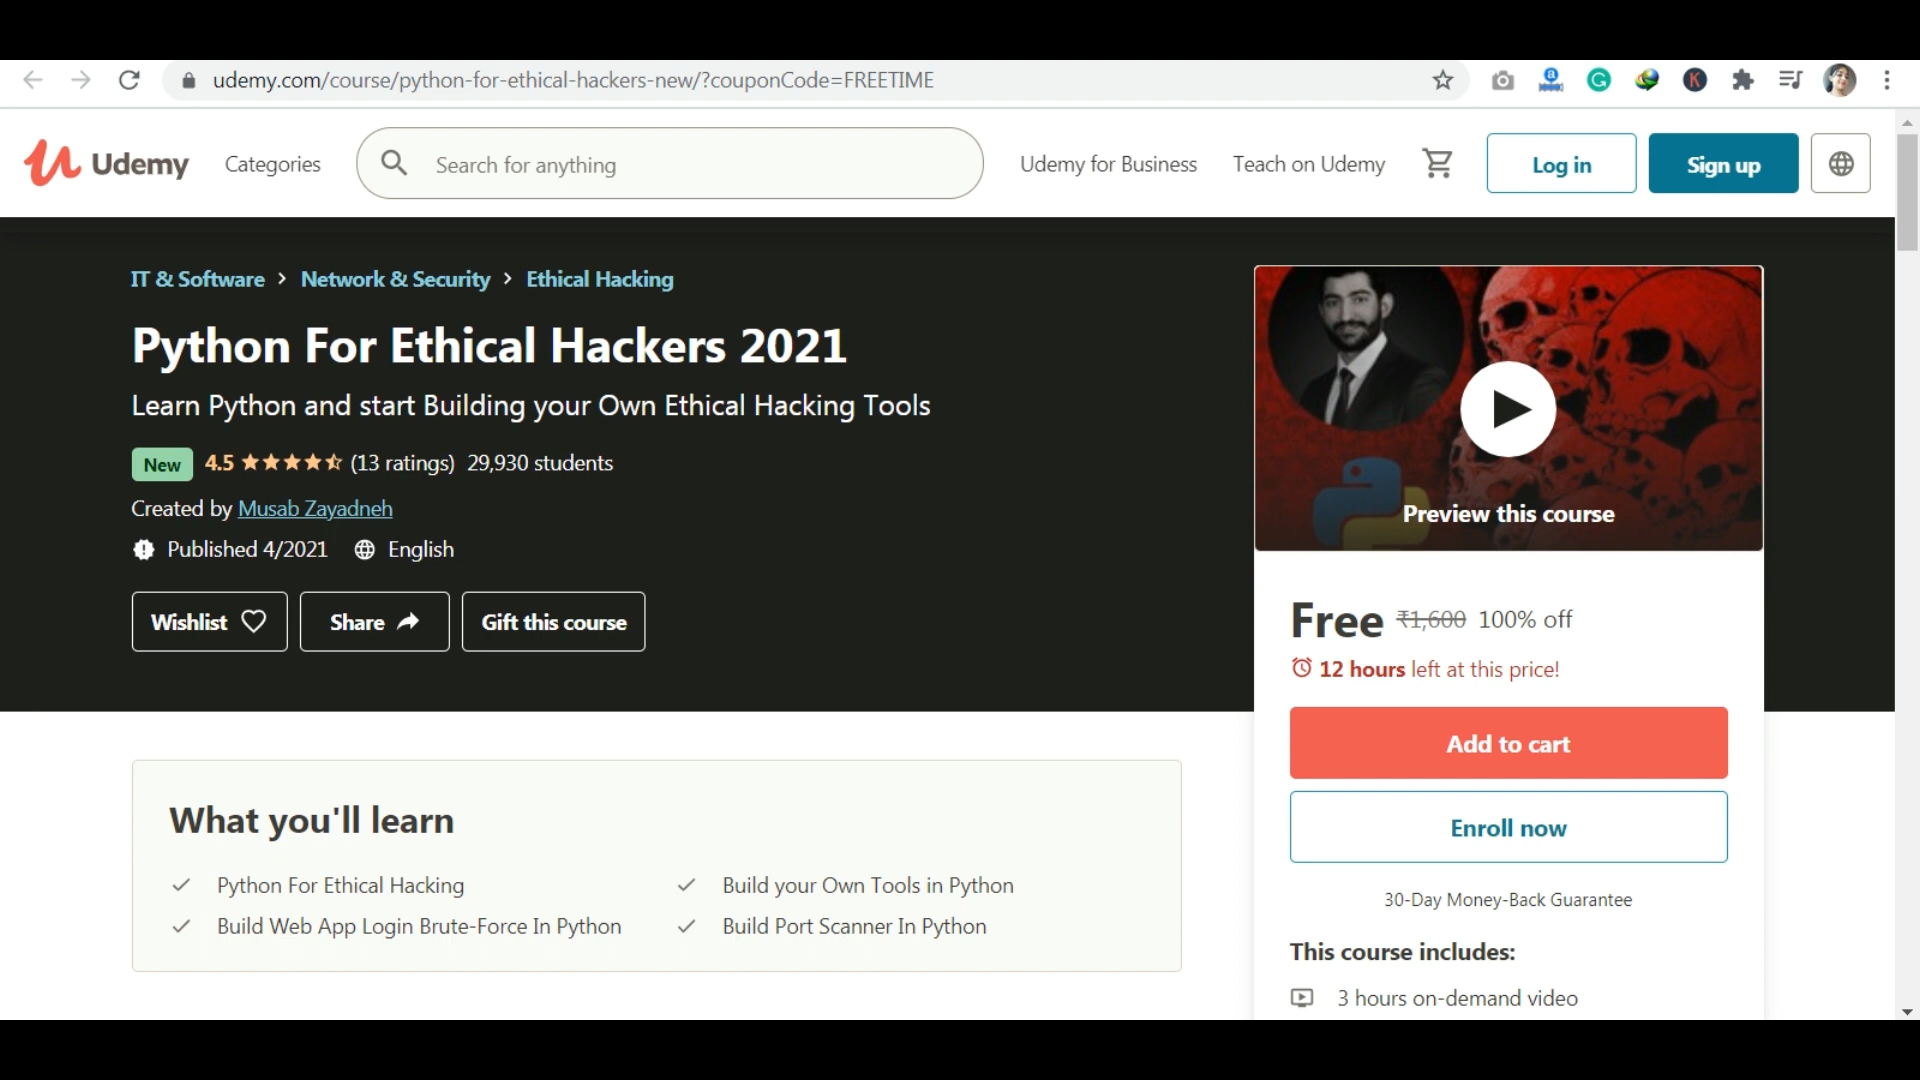 udemy.com/course/python-for-ethical-hackers-new/?couponCode=FREETIME
Udemy
Categories
Search for anything
Udemy for Business
Teach on Udemy
Log in
Sign up
IT & Software > Network & Security > Ethical Hacking
Python For Ethical Hackers 2021
Learn Python and start Building your Own Ethical Hacking Tools
New 4.5 (13 ratings) 29,930 students
Created by Musab Zayadneh
Published 4/2021 English
Wishlist
Share
Gift this course
Preview this course
Free ₹1,600 100% off
12 hours left at this price!
Add to cart
Enroll now
30-Day Money-Back Guarantee
This course includes:
3 hours on-demand video
What you'll learn
Python For Ethical Hacking
Build your Own Tools in Python
Build Web App Login Brute-Force In Python
Build Port Scanner In Python